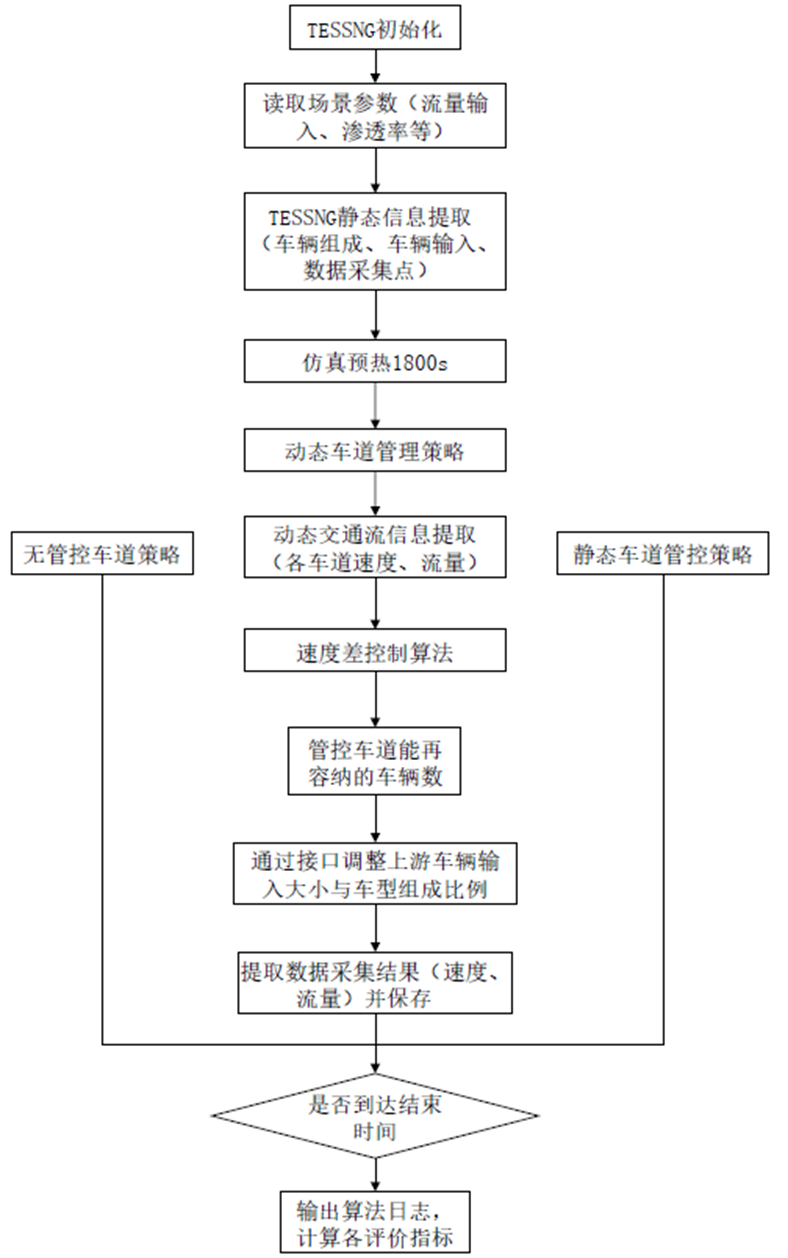 TESSNG初始化
读取场景参数（流量输
入、渗透率等）
TESSNG静态信息提取
（车辆组成、车辆输入、
数据采集点）
仿真预热1800s
动态车道管理策略
动态交通流信息提取
（各车道速度、流量）
无管控车道策略
静态车道管控策略
速度差控制算法
管控车道能再
容纳的车辆数
通过接口调整上游车辆输
入大小与车型组成比例
提取数据采集结果（速度、
流量）并保存
是否到达结束
时间
输出算法日志，
计算各评价指标